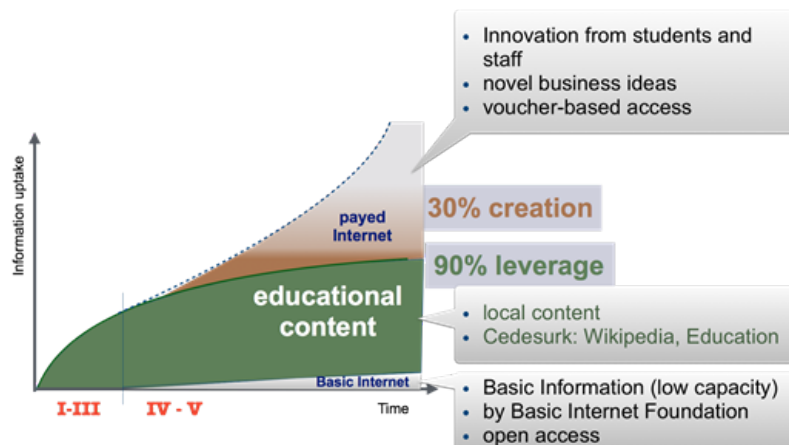 • Innovation from students and
staff
• novel business ideas
• voucher-based access
Information uptake
payed
Internet
30% creation
90% leverage
educational
content
• local content
• Cedesurk: Wikipedia, Education
Basic Internet
I-III
IV - V
Time
• Basic Information (low capacity)
• by Basic Internet Foundation
• open access